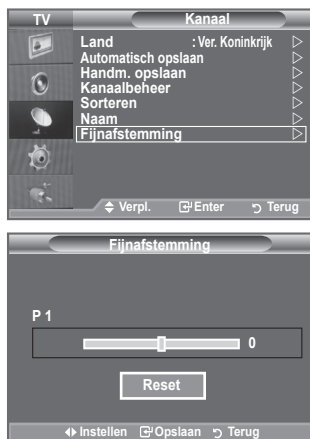 TV Kanaal
Land : Ver. Koninkrijk
Automatisch opslaan
Handm. opslaan
Kanaalbeheer
Sorteren
Naam
Fijnafstemming
Verpl. Enter Terug
Fijnafstemming
P 1
0
Reset
Instellen Opslaan Terug